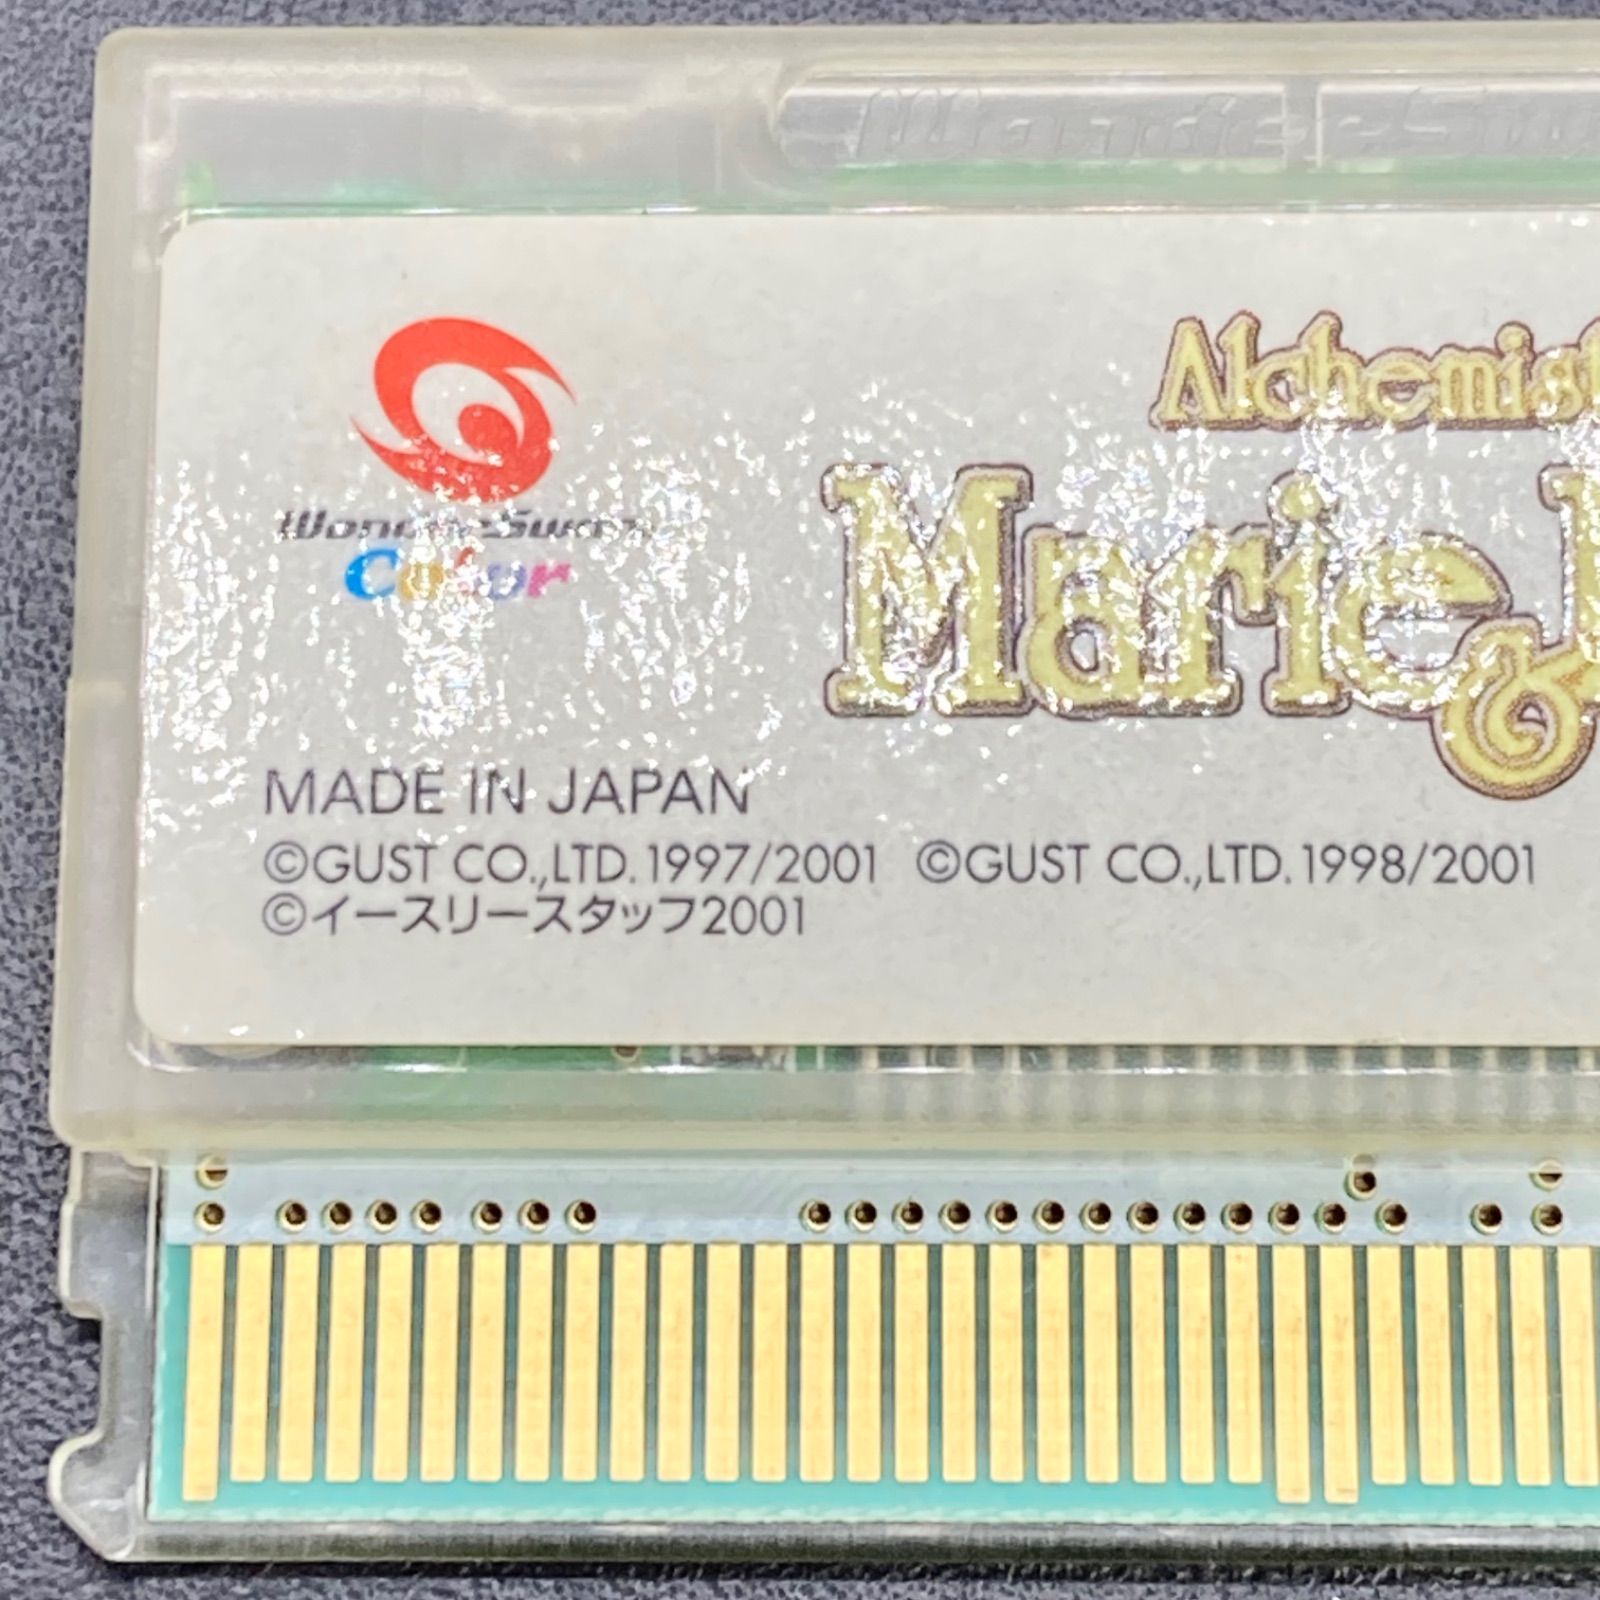 WonderSwan
WonderSwan
Color
Alchemist
Marie &
MADE IN JAPAN
©GUST CO.,LTD.1997/2001 ©GUST CO.,LTD.1998/2001
©イースリースタッフ2001